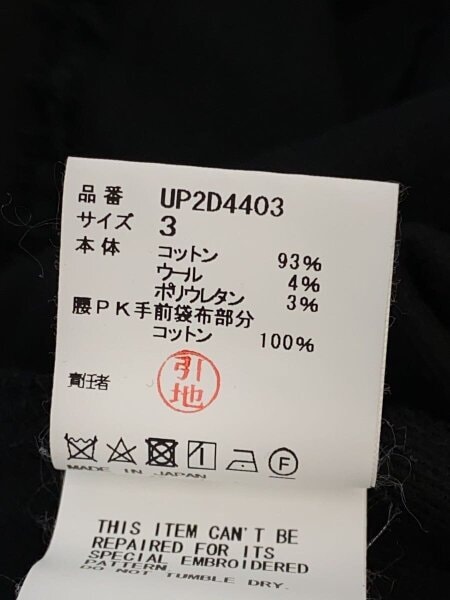 品番 UP2D4403
サイズ 3
本体 コットン 93%
ウール 4%
ポリウレタン 3%
腰PK手前袋布部分
コットン 100%
責任者 引地
F
MADE IN JAPAN
THIS ITEM CAN'T BE
REPAIRED FOR ITS
SPECIAL EMBROIDERED
PATTERN.
DO NOT TUMBLE DRY.